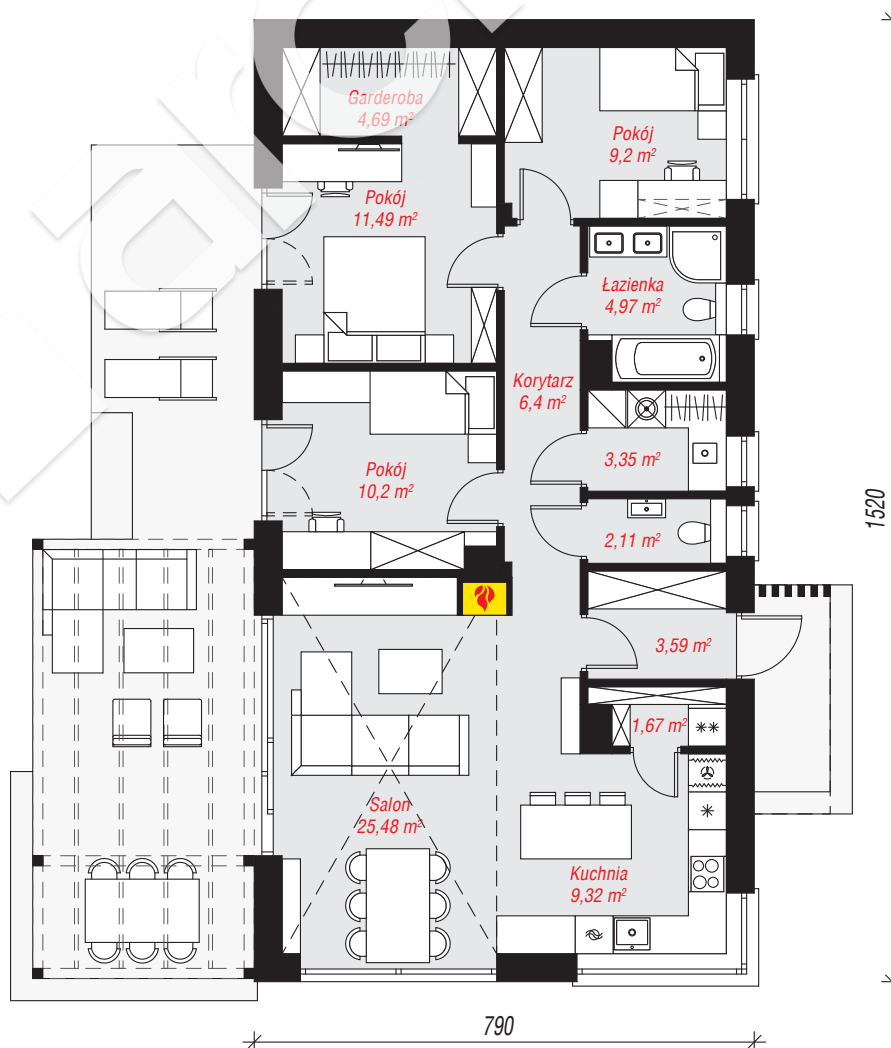 Garderoba
4,69 m²
Pokój
9,2 m²
Pokój
11,49 m²
Łazienka
4,97 m²
Korytarz
6,4 m²
Pokój
10,2 m²
3,35 m²
2,11 m²
3,59 m²
1,67 m²
Salon
25,48 m²
Kuchnia
9,32 m²
1520
790